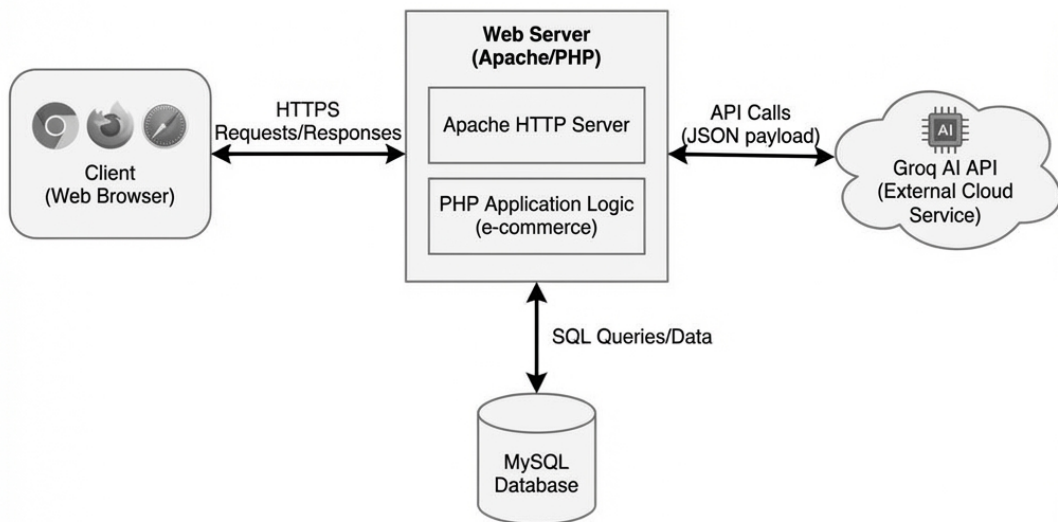 Client
(Web Browser)
HTTPS
Requests/Responses
Web Server
(Apache/PHP)
Apache HTTP Server
PHP Application Logic
(e-commerce)
API Calls
(JSON payload)
AI
Groq AI API
(External Cloud
Service)
SQL Queries/Data
MySQL
Database